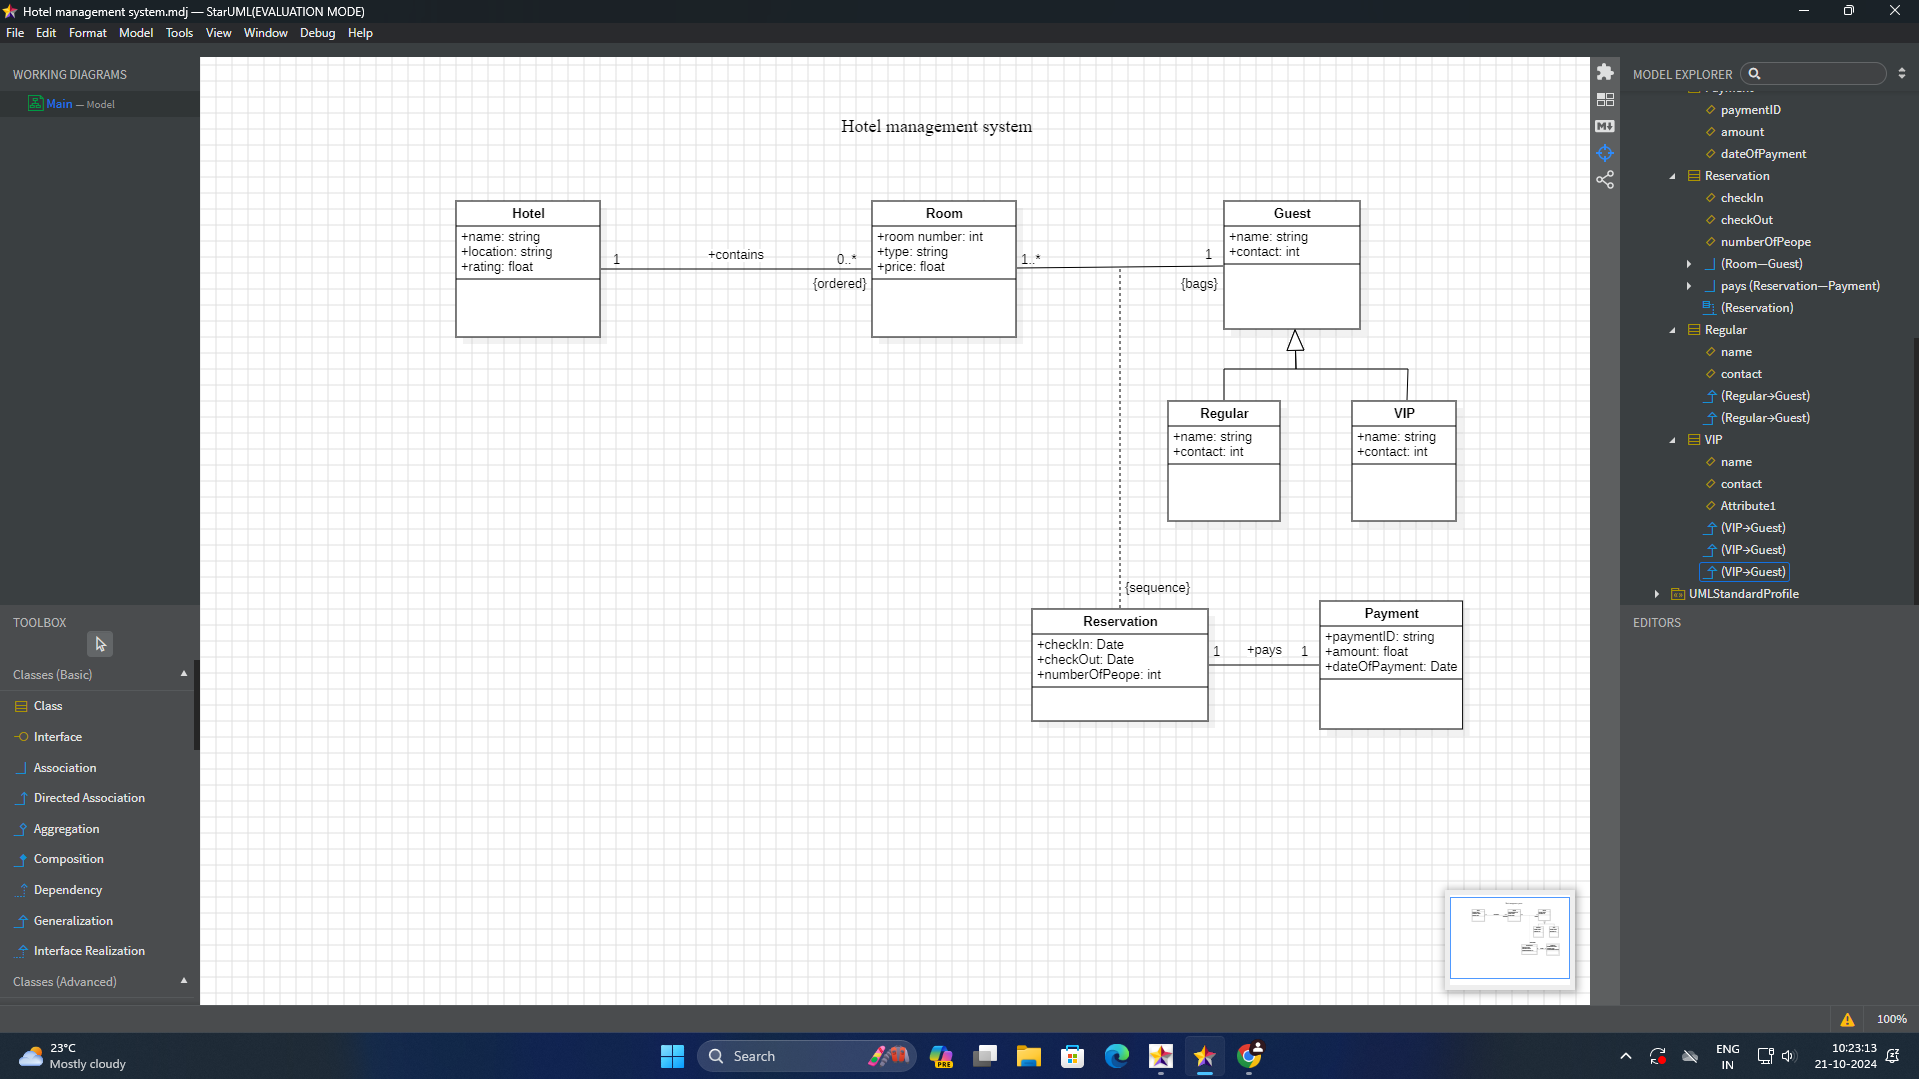 Hotel management system.mdj — StarUML(EVALUATION MODE)
File Edit Format Model Tools View Window Debug Help
WORKING DIAGRAMS
Main — Model
TOOLBOX
Classes (Basic)
Class
Interface
Association
Directed Association
Aggregation
Composition
Dependency
Generalization
Interface Realization
Classes (Advanced)
Hotel management system
Hotel
+name: string
+location: string
+rating: float
1
+contains
0..*
{ordered}
Room
+room number: int
+type: string
+price: float
1..*
1
{bags}
Guest
+name: string
+contact: int
Regular
+name: string
+contact: int
VIP
+name: string
+contact: int
{sequence}
Reservation
+checkIn: Date
+checkOut: Date
+numberOfPeope: int
1
+pays
1
Payment
+paymentID: string
+amount: float
+dateOfPayment: Date
MODEL EXPLORER
Payment
paymentID
amount
dateOfPayment
Reservation
checkIn
checkOut
numberOfPeope
(Room—Guest)
pays (Reservation—Payment)
(Reservation)
Regular
name
contact
(Regular→Guest)
(Regular→Guest)
VIP
name
contact
Attribute1
(VIP→Guest)
(VIP→Guest)
(VIP→Guest)
UMLStandardProfile
EDITORS
100%
23°C
Mostly cloudy
Search
PRE
ENG
IN
10:23:13
21-10-2024